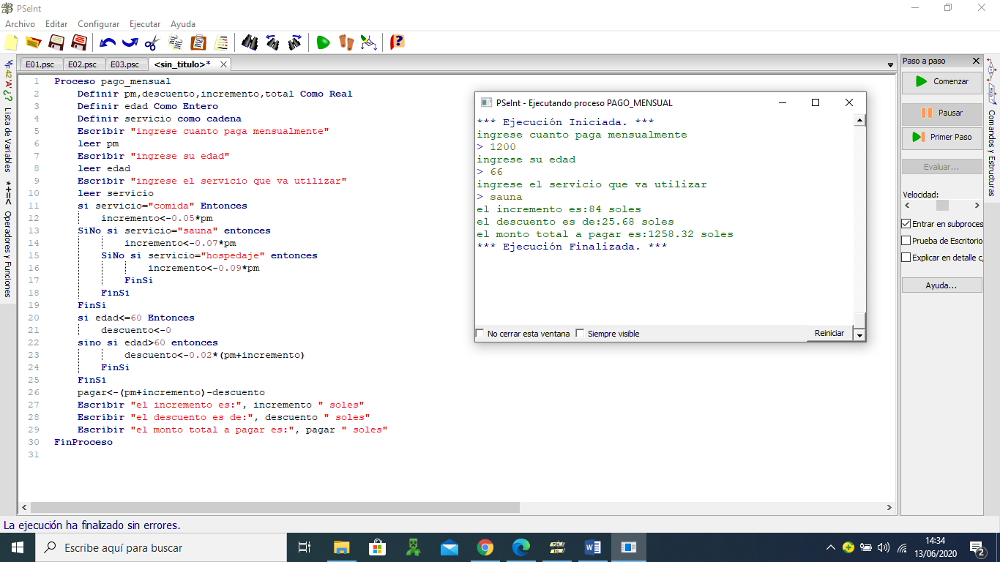 PSeInt
Archivo Editar Configurar Ejecutar Ayuda
E01.psc E02.psc E03.psc <sin_titulo>*
Lista de Variables
*+=< Operadores y Funciones
1 Proceso pago_mensual
2 Definir pm,descuento,incremento,total Como Real
3 Definir edad Como Entero
4 Definir servicio como cadena
5 Escribir "ingrese cuanto paga mensualmente"
6 leer pm
7 Escribir "ingrese su edad"
8 leer edad
9 Escribir "ingrese el servicio que va utilizar"
10 leer servicio
11 si servicio="comida" Entonces
12 incremento<-0.05*pm
13 SiNo si servicio="sauna" entonces
14 incremento<-0.07*pm
15 SiNo si servicio="hospedaje" entonces
16 incremento<-0.09*pm
17 FinSi
18 FinSi
19 FinSi
20 si edad<=60 Entonces
21 descuento<-0
22 sino si edad>60 entonces
23 descuento<-0.02*(pm+incremento)
24 FinSi
25 FinSi
26 pagar<-(pm+incremento)-descuento
27 Escribir "el incremento es:", incremento " soles"
28 Escribir "el descuento es de:", descuento " soles"
29 Escribir "el monto total a pagar es:", pagar " soles"
30 FinProceso
31
PSeInt - Ejecutando proceso PAGO_MENSUAL
*** Ejecución Iniciada. ***
ingrese cuanto paga mensualmente
> 1200
ingrese su edad
> 66
ingrese el servicio que va utilizar
> sauna
el incremento es:84 soles
el descuento es de:25.68 soles
el monto total a pagar es:1258.32 soles
*** Ejecución Finalizada. ***
No cerrar esta ventana Siempre visible Reiniciar
Paso a paso
Comenzar
Pausar
Primer Paso
Evaluar...
Velocidad:
Entrar en subproces
Prueba de Escritorio
Explicar en detalle c
Ayuda...
Comandos y Estructuras
La ejecución ha finalizado sin errores.
Escribe aquí para buscar
14:34
13/06/2020
2